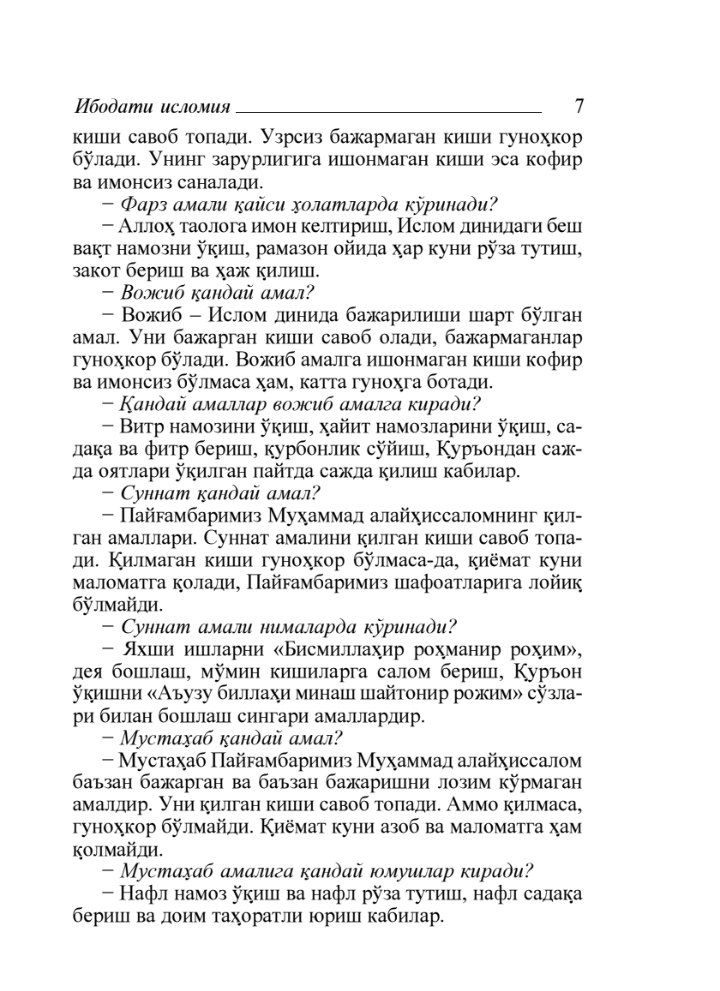 Ибодати исломия 7
киши савоб топади. Узрсиз бажармаган киши гуноҳкор
бўлади. Унинг зарурлигига ишонмаган киши эса кофир
ва имонсиз саналади.
– Фарз амали қайси ҳолатларда кўринади?
– Аллоҳ таолога имон келтириш, Ислом динидаги беш
вақт намозни ўқиш, рамазон ойида ҳар куни рўза тутиш,
закот бериш ва ҳаж қилиш.
– Вожиб қандай амал?
– Вожиб – Ислом динида бажарилиши шарт бўлган
амал. Уни бажарган киши савоб олади, бажармаганлар
гуноҳкор бўлади. Вожиб амалга ишонмаган киши кофир
ва имонсиз бўлмаса ҳам, катта гуноҳга ботади.
– Қандай амаллар вожиб амалга киради?
– Витр намозини ўқиш, ҳайит намозларини ўқиш, са-
дақа ва фитр бериш, қурбонлик сўйиш, Қуръондан саж-
да оятлари ўқилган пайтда сажда қилиш кабилар.
– Суннат қандай амал?
– Пайғамбаримиз Муҳаммад алайҳиссаломнинг қил-
ган амаллари. Суннат амалини қилган киши савоб топа-
ди. Қилмаган киши гуноҳкор бўлмаса-да, қиёмат куни
маломатга қолади, Пайғамбаримиз шафоатларига лойиқ
бўлмайди.
– Суннат амали нималарда кўринади?
– Яхши ишларни «Бисмиллаҳир роҳманир роҳим»,
дея бошлаш, мўмин кишиларга салом бериш, Қуръон
ўқишни «Аъузу биллаҳи минаш шайтонир рожим» сўзла-
ри билан бошлаш сингари амаллардир.
– Мустаҳаб қандай амал?
– Мустаҳаб Пайғамбаримиз Муҳаммад алайҳиссалом
баъзан бажарган ва баъзан бажаришни лозим кўрмаган
амалдир. Уни қилган киши савоб топади. Аммо қилмаса,
гуноҳкор бўлмайди. Қиёмат куни азоб ва маломатга ҳам
қолмайди.
– Мустаҳаб амалига қандай юмушлар киради?
– Нафл намоз ўқиш ва нафл рўза тутиш, нафл садақа
бериш ва доим таҳоратли юриш кабилар.